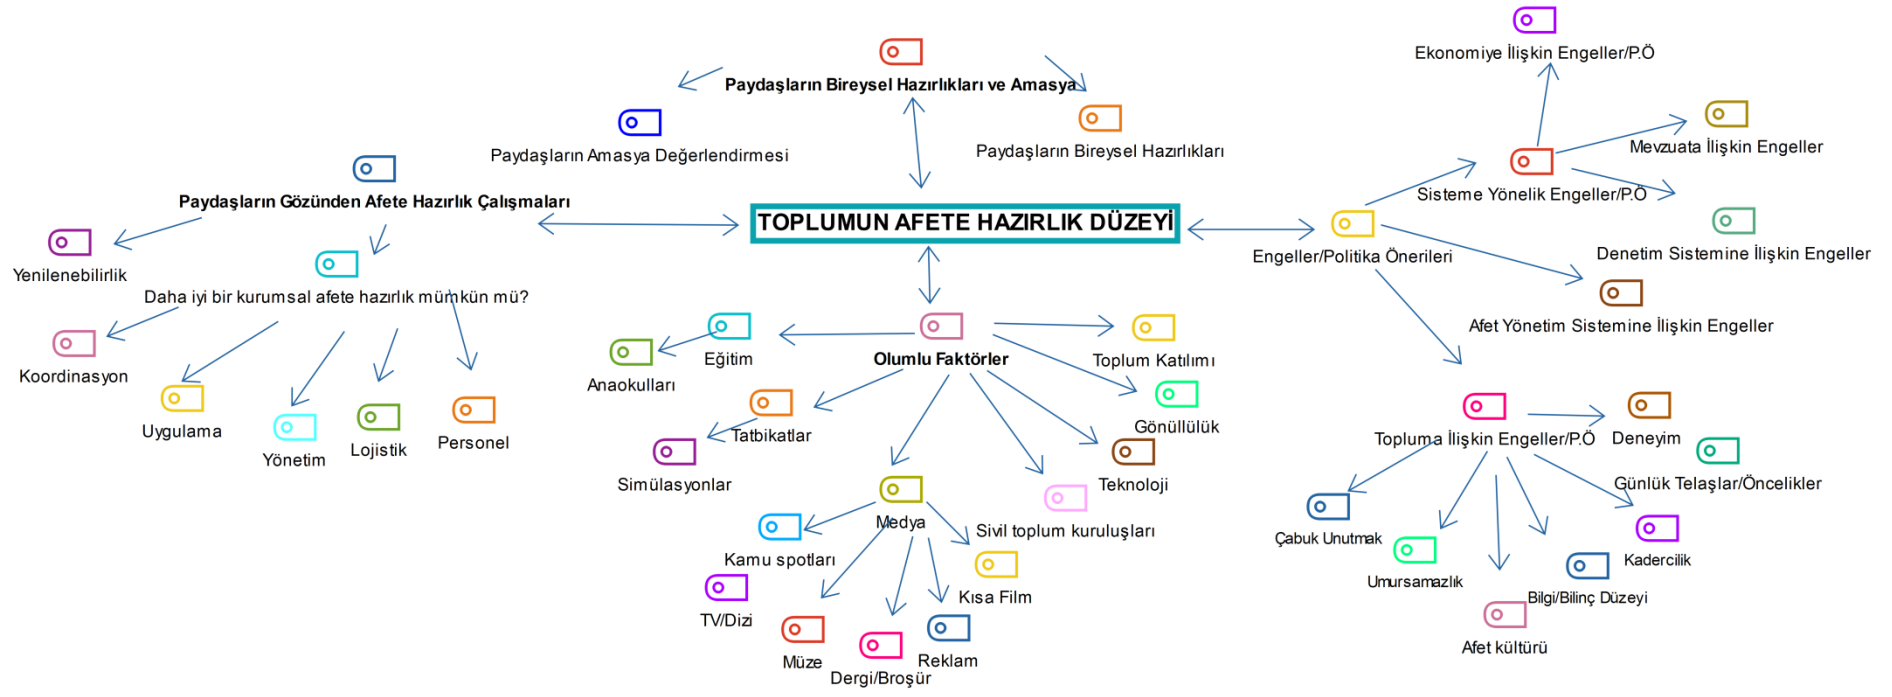 Ekonomiye İlişkin Engeller/P.Ö
Paydaşların Bireysel Hazırlıkları ve Amasya
Paydaşların Amasya Değerlendirmesi
Paydaşların Bireysel Hazırlıkları
Mevzuata İlişkin Engeller
Paydaşların Gözünden Afete Hazırlık Çalışmaları
Sisteme Yönelik Engeller/P.Ö
TOPLUMUN AFETE HAZIRLIK DÜZEYİ
Engeller/Politika Önerileri
Denetim Sistemine İlişkin Engeller
Yenilenebilirlik
Daha iyi bir kurumsal afete hazırlık mümkün mü?
Afet Yönetim Sistemine İlişkin Engeller
Koordinasyon
Uygulama
Yönetim
Lojistik
Personel
Anaokulları
Eğitim
Olumlu Faktörler
Toplum Katılımı
Gönüllülük
Tatbikatlar
Simülasyonlar
Teknoloji
Medya
Sivil toplum kuruluşları
Kamu spotları
Kısa Film
TV/Dizi
Müze
Dergi/Broşür
Reklam
Topluma İlişkin Engeller/P.Ö
Deneyim
Günlük Telaşlar/Öncelikler
Çabuk Unutmak
Kadercilik
Umursamazlık
Bilgi/Bilinç Düzeyi
Afet kültürü